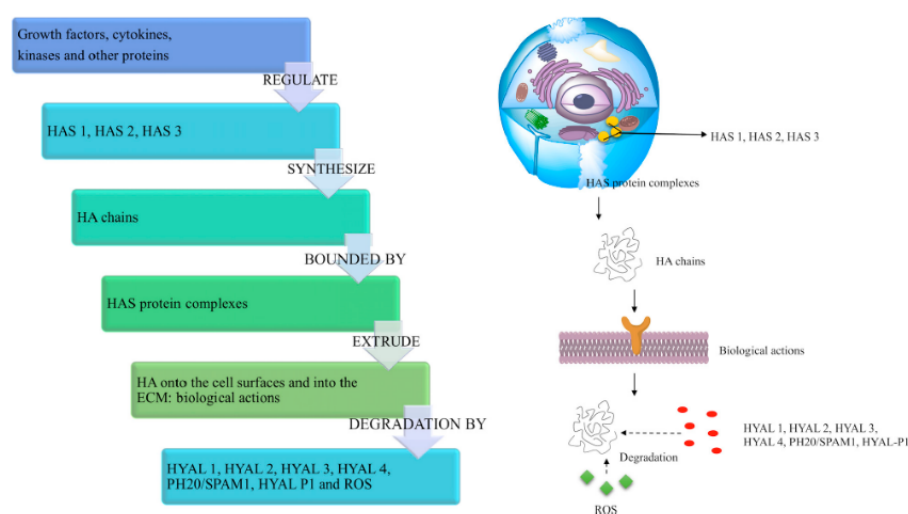 Growth factors, cytokines,
kinases and other proteins
REGULATE
HAS 1, HAS 2, HAS 3
SYNTHESIZE
HA chains
BOUNDED BY
HAS protein complexes
EXTRUDE
HA onto the cell surfaces and into the
ECM: biological actions
DEGRADATION BY
HYAL 1, HYAL 2, HYAL 3, HYAL 4,
PH20/SPAM1, HYAL P1 and ROS
HAS 1, HAS 2, HAS 3
HAS protein complexes
HA chains
Biological actions
HYAL 1, HYAL 2, HYAL 3,
HYAL 4, PH20/SPAM1, HYAL-P1
Degradation
ROS